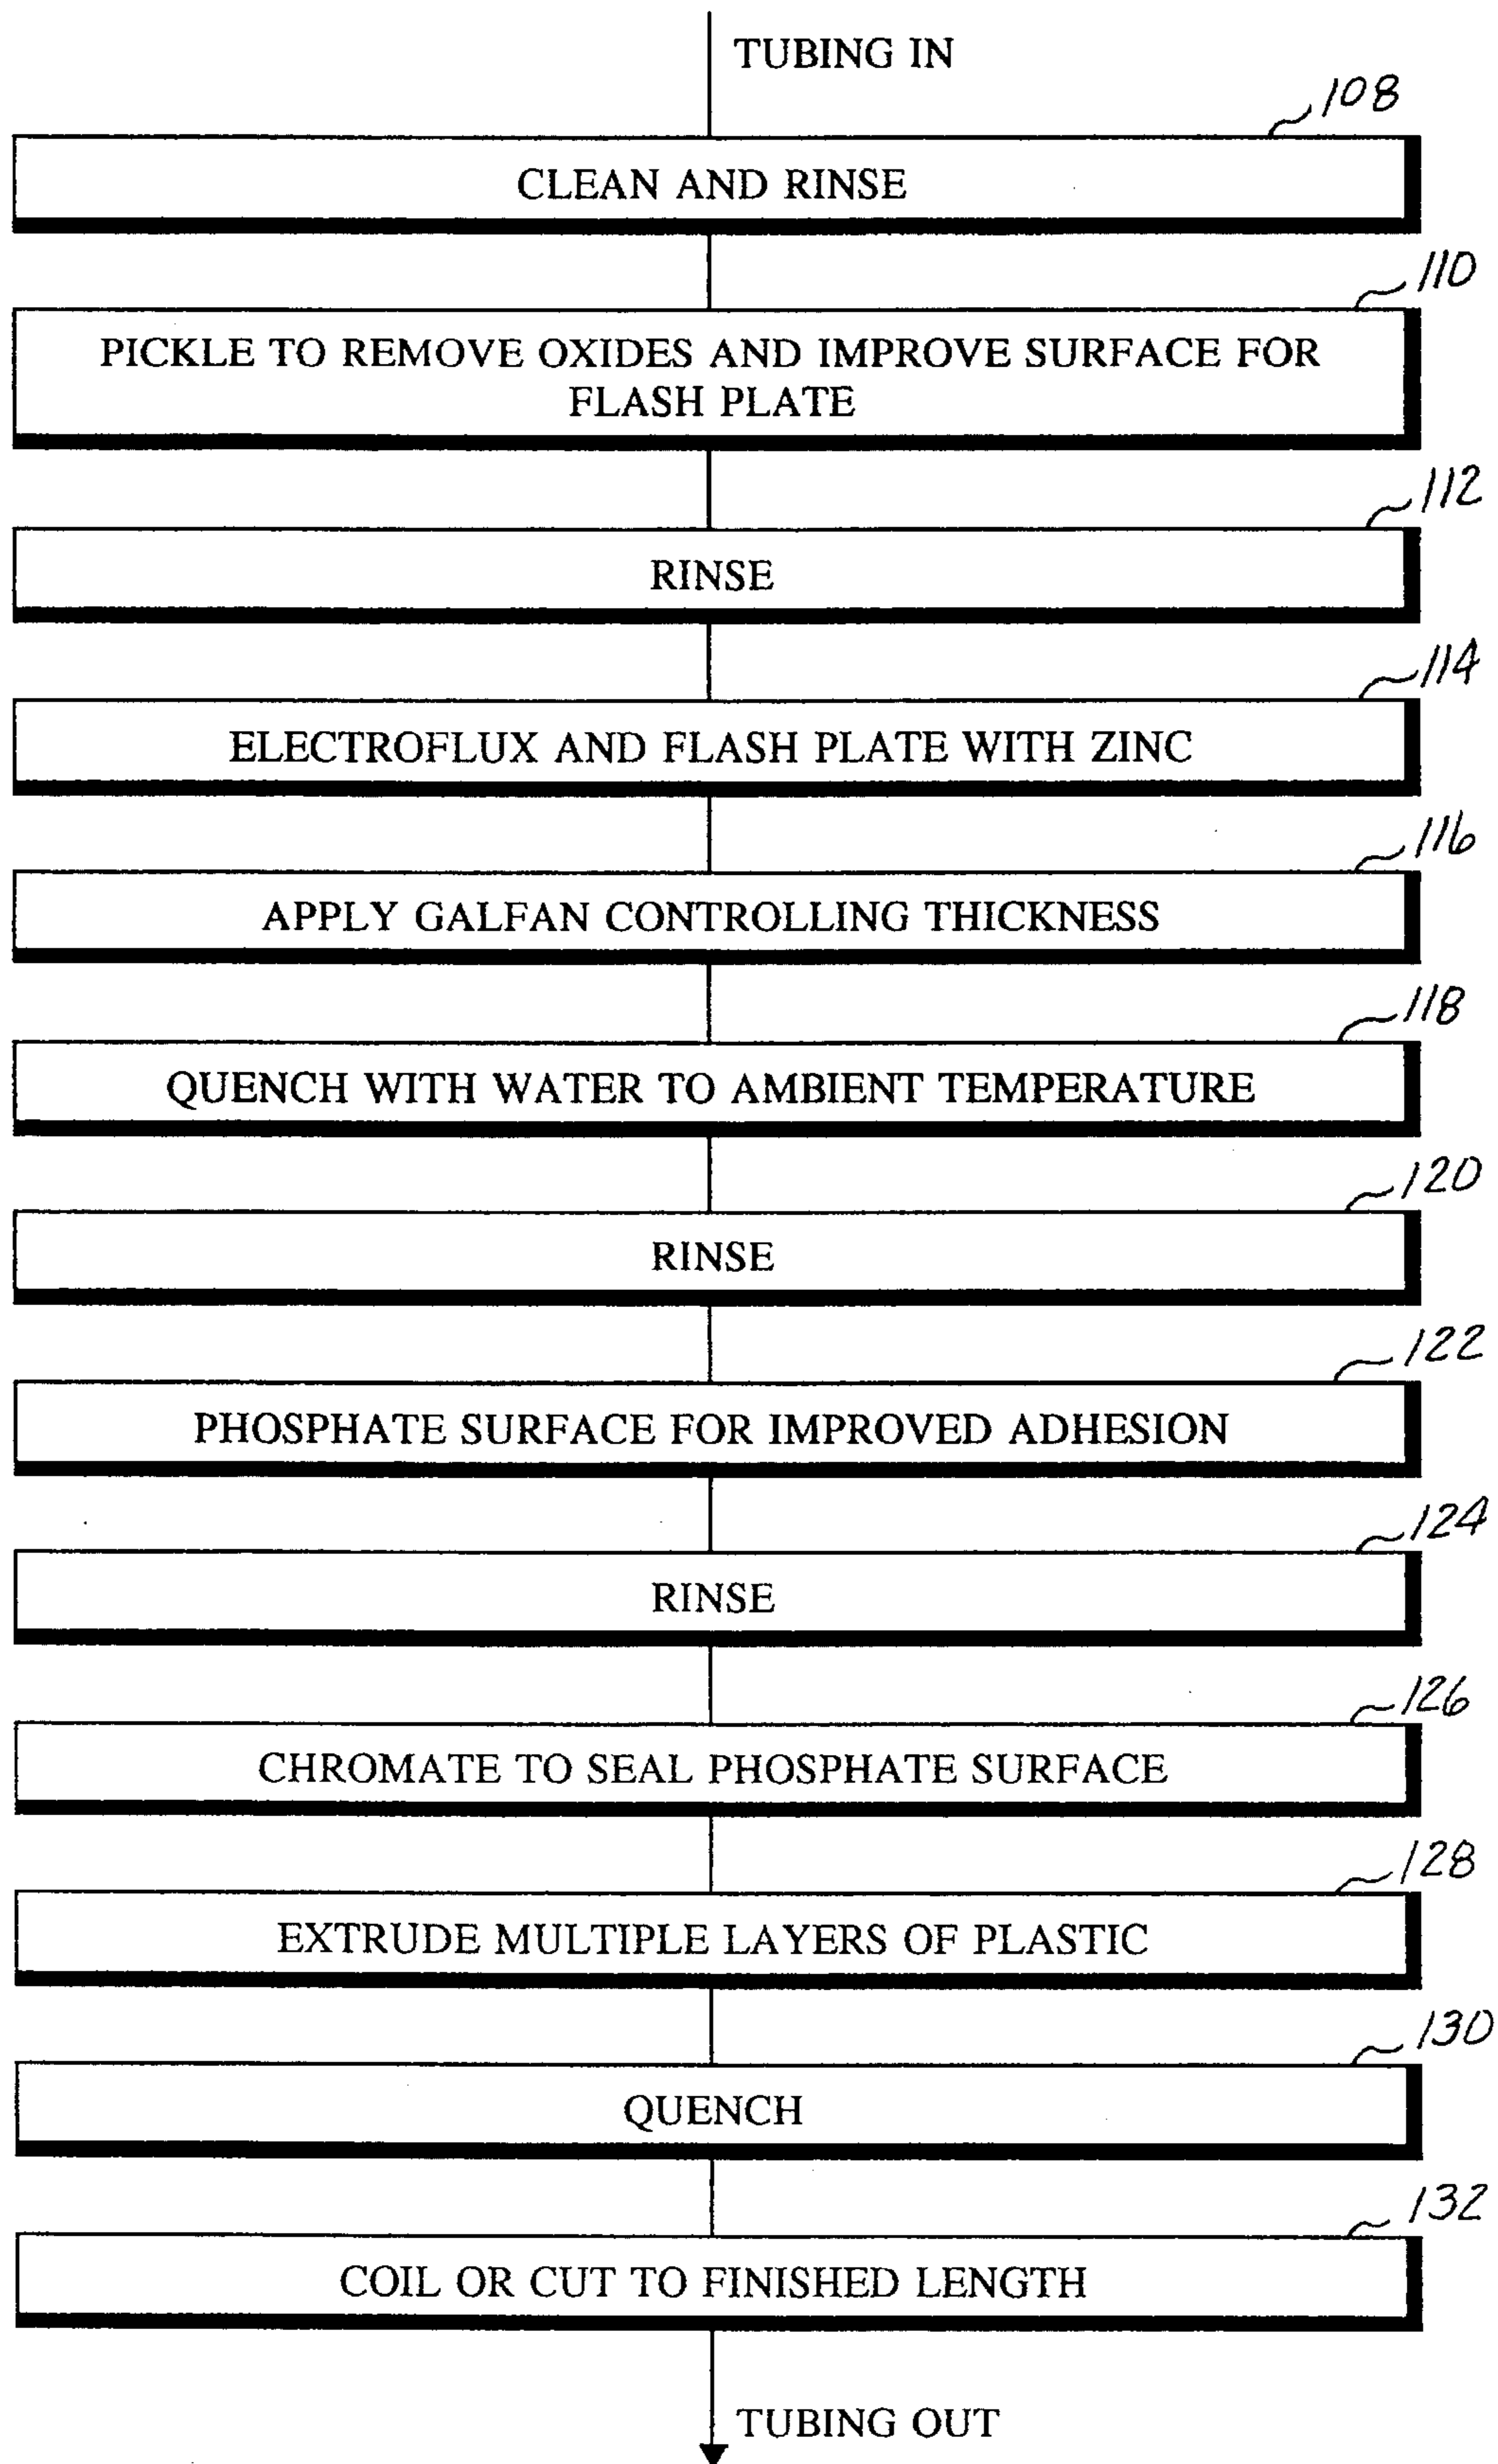 TUBING IN
108
CLEAN AND RINSE
110
PICKLE TO REMOVE OXIDES AND IMPROVE SURFACE FOR
FLASH PLATE
112
RINSE
114
ELECTROFLUX AND FLASH PLATE WITH ZINC
116
APPLY GALFAN CONTROLLING THICKNESS
118
QUENCH WITH WATER TO AMBIENT TEMPERATURE
120
RINSE
122
PHOSPHATE SURFACE FOR IMPROVED ADHESION
124
RINSE
126
CHROMATE TO SEAL PHOSPHATE SURFACE
128
EXTRUDE MULTIPLE LAYERS OF PLASTIC
130
QUENCH
132
COIL OR CUT TO FINISHED LENGTH
TUBING OUT